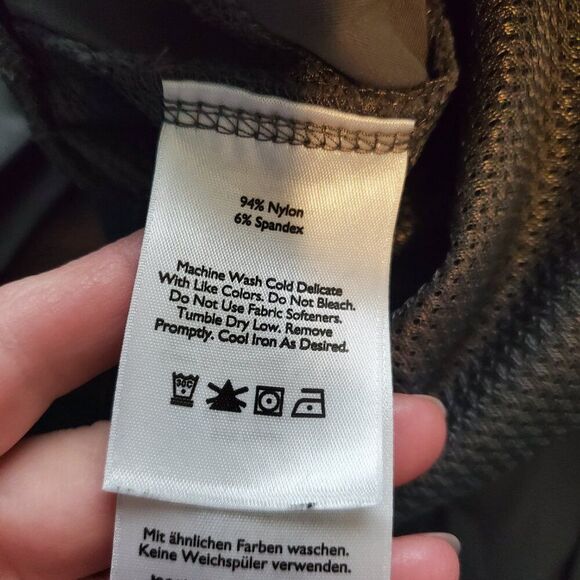 94% Nylon
6% Spandex
Machine Wash Cold Delicate
With Like Colors. Do Not Bleach.
Do Not Use Fabric Softeners.
Tumble Dry Low. Remove
Promptly. Cool Iron As Desired.
30C
Mit ähnlichen Farben waschen.
Keine Weichspüler verwenden.